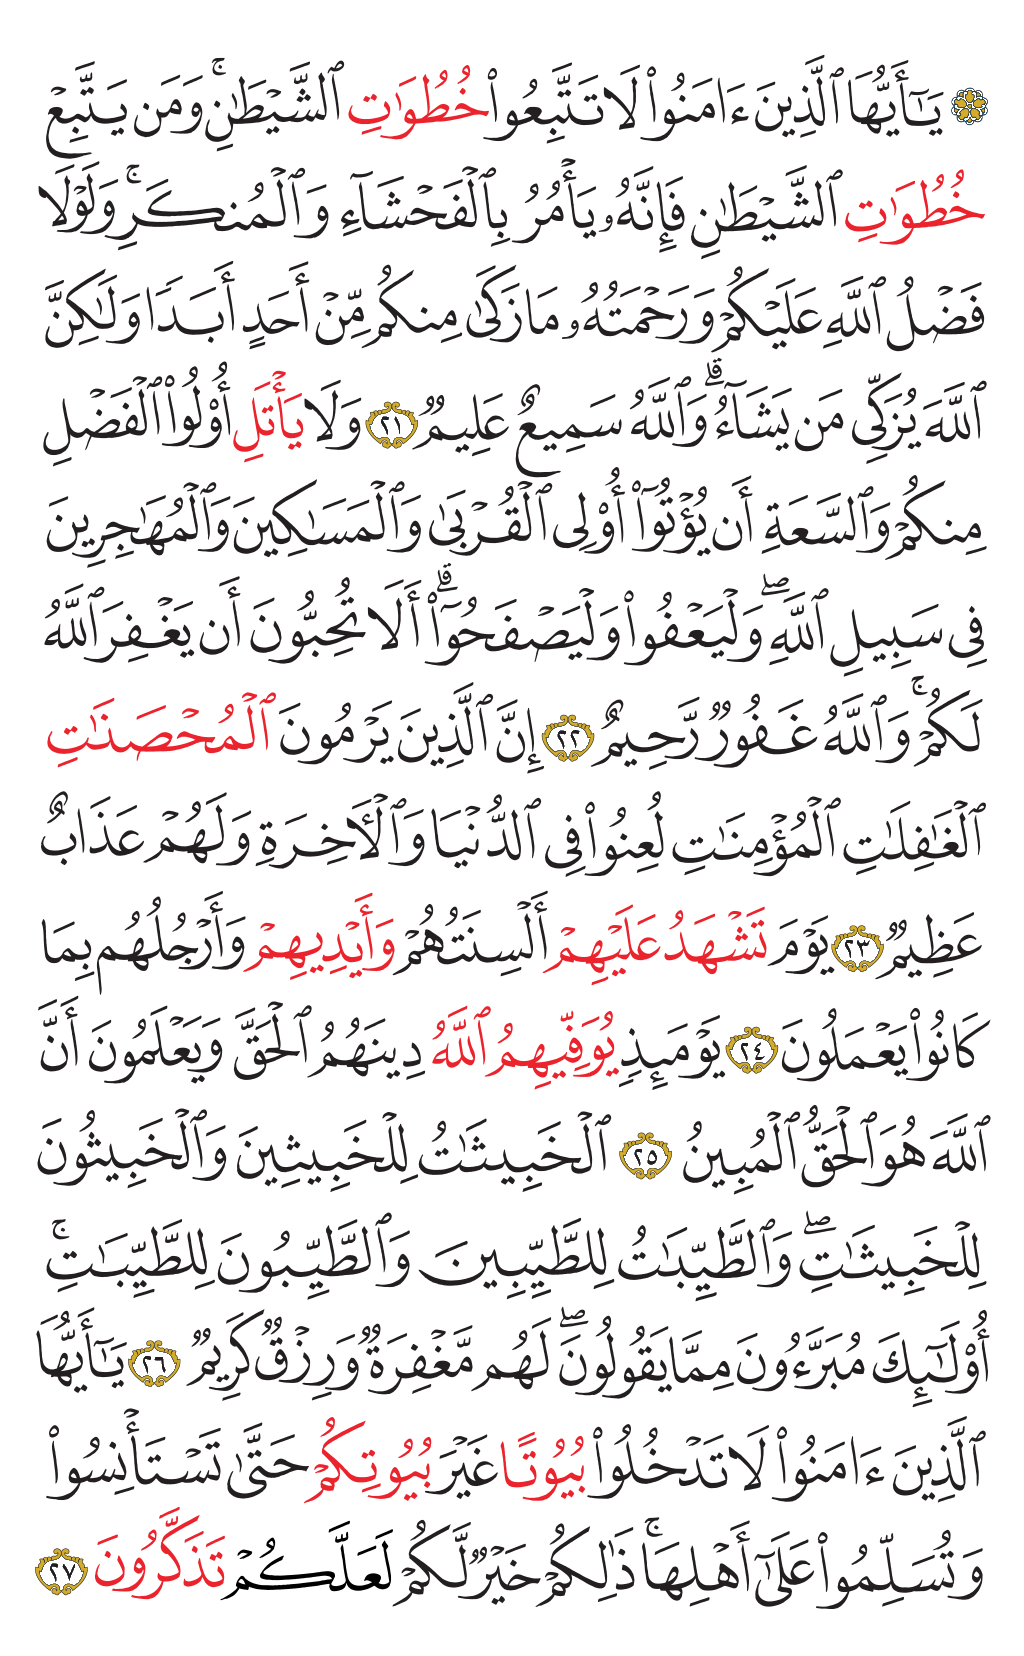 ۞ يَـٰٓأَيُّهَا ٱلَّذِينَ ءَامَنُوا۟ لَا تَتَّبِعُوا۟ خُطُوَٰتِ ٱلشَّيْطَـٰنِ ۚ وَمَن يَتَّبِعْ
خُطُوَٰتِ ٱلشَّيْطَـٰنِ فَإِنَّهُۥ يَأْمُرُ بِٱلْفَحْشَآءِ وَٱلْمُنكَرِ ۚ وَلَوْلَا
فَضْلُ ٱللَّهِ عَلَيْكُمْ وَرَحْمَتُهُۥ مَا زَكَىٰ مِنكُم مِّنْ أَحَدٍ أَبَدًا وَلَـٰكِنَّ
ٱللَّهَ يُزَكِّى مَن يَشَآءُ ۗ وَٱللَّهُ سَمِيعٌ عَلِيمٌ ٢١ وَلَا يَأْتَلِ أُو۟لُوا۟ ٱلْفَضْلِ
مِنكُمْ وَٱلسَّعَةِ أَن يُؤْتُوٓا۟ أُو۟لِى ٱلْقُرْبَىٰ وَٱلْمَسَـٰكِينَ وَٱلْمُهَـٰجِرِينَ
فِى سَبِيلِ ٱللَّهِ ۖ وَلْيَعْفُوا۟ وَلْيَصْفَحُوٓا۟ ۗ أَلَا تُحِبُّونَ أَن يَغْفِرَ ٱللَّهُ
لَكُمْ ۚ وَٱللَّهُ غَفُورٌ رَّحِيمٌ ٢٢ إِنَّ ٱلَّذِينَ يَرْمُونَ ٱلْمُحْصَنَـٰتِ
ٱلْغَـٰفِلَـٰتِ ٱلْمُؤْمِنَـٰتِ لُعِنُوا۟ فِى ٱلدُّنْيَا وَٱلْـَٔاخِرَةِ وَلَهُمْ عَذَابٌ
عَظِيمٌ ٢٣ يَوْمَ تَشْهَدُ عَلَيْهِمْ أَلْسِنَتُهُمْ وَأَيْدِيهِمْ وَأَرْجُلُهُم بِمَا
كَانُوا۟ يَعْمَلُونَ ٢٤ يَوْمَئِذٍ يُوَفِّيهِمُ ٱللَّهُ دِينَهُمُ ٱلْحَقَّ وَيَعْلَمُونَ أَنَّ
ٱللَّهَ هُوَ ٱلْحَقُّ ٱلْمُبِينُ ٢٥ ٱلْخَبِيثَـٰتُ لِلْخَبِيثِينَ وَٱلْخَبِيثُونَ
لِلْخَبِيثَـٰتِ ۖ وَٱلطَّيِّبَـٰتُ لِلطَّيِّبِينَ وَٱلطَّيِّبُونَ لِلطَّيِّبَـٰتِ ۚ
أُو۟لَـٰٓئِكَ مُبَرَّءُونَ مِمَّا يَقُولُونَ ۖ لَهُم مَّغْفِرَةٌ وَرِزْقٌ كَرِيمٌ ٢٦ يَـٰٓأَيُّهَا
ٱلَّذِينَ ءَامَنُوا۟ لَا تَدْخُلُوا۟ بُيُوتًا غَيْرَ بُيُوتِكُمْ حَتَّىٰ تَسْتَأْنِسُوا۟
وَتُسَلِّمُوا۟ عَلَىٰٓ أَهْلِهَا ۚ ذَٰلِكُمْ خَيْرٌ لَّكُمْ لَعَلَّكُمْ تَذَكَّرُونَ ٢٧